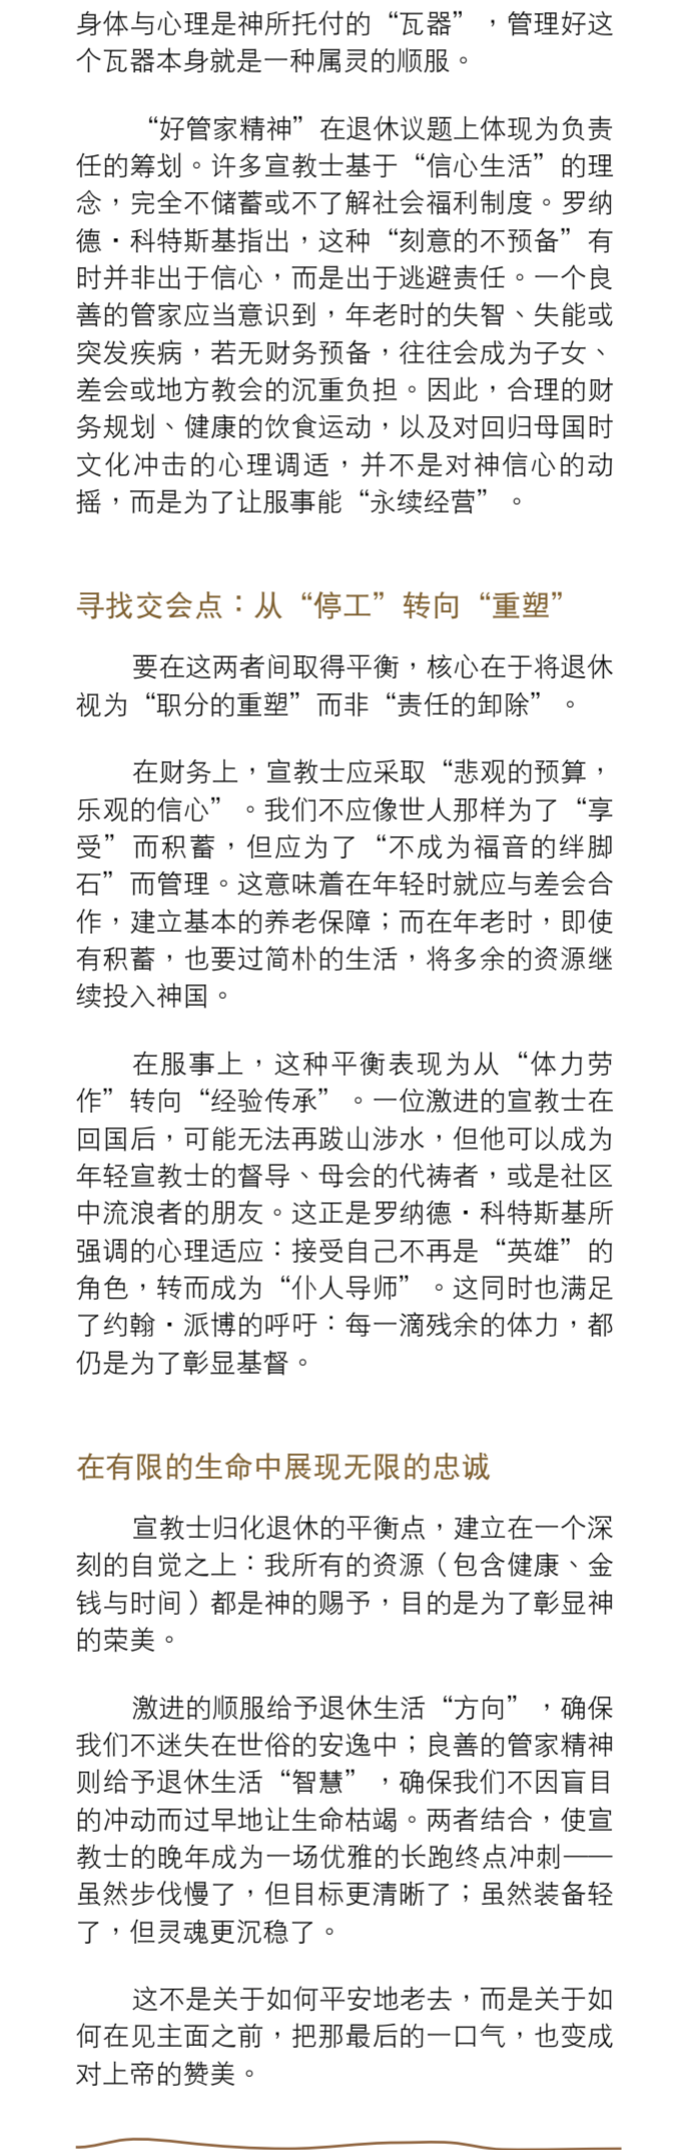 身体与心理是神所托付的“瓦器”，管理好这
个瓦器本身就是一种属灵的顺服。
“好管家精神”在退休议题上体现为负责
任的筹划。许多宣教士基于“信心生活”的理
念，完全不储蓄或不了解社会福利制度。罗纳
德·科特斯基指出，这种“刻意的不预备”有
时并非出于信心，而是出于逃避责任。一个良
善的管家应当意识到，年老时的失智、失能或
突发疾病，若无财务预备，往往会成为子女、
差会或地方教会的沉重负担。因此，合理的财
务规划、健康的饮食运动，以及对回归母国时
文化冲击的心理调适，并不是对神信心的动
摇，而是为了让服事能“永续经营”。
寻找交会点：从“停工”转向“重塑”
要在这两者间取得平衡，核心在于将退休
视为“职分的重塑”而非“责任的卸除”。
在财务上，宣教士应采取“悲观的预算，
乐观的信心”。我们不应像世人那样为了“享
受”而积蓄，但应为了“不成为福音的绊脚
石”而管理。这意味着在年轻时就应与差会合
作，建立基本的养老保障；而在年老时，即使
有积蓄，也要过简朴的生活，将多余的资源继
续投入神国。
在服事上，这种平衡表现为从“体力劳
作”转向“经验传承”。一位激进的宣教士在
回国后，可能无法再跋山涉水，但他可以成为
年轻宣教士的督导、母会的代祷者，或是社区
中流浪者的朋友。这正是罗纳德·科特斯基所
强调的心理适应：接受自己不再是“英雄”的
角色，转而成为“仆人导师”。这同时也满足
了约翰·派博的呼吁：每一滴残余的体力，都
仍是为了彰显基督。
在有限的生命中展现无限的忠诚
宣教士归化退休的平衡点，建立在一个深
刻的自觉之上：我所有的资源（包含健康、金
钱与时间）都是神的赐予，目的是为了彰显神
的荣美。
激进的顺服给予退休生活“方向”，确保
我们不迷失在世俗的安逸中；良善的管家精神
则给予退休生活“智慧”，确保我们不因盲目
的冲动而过早地让生命枯竭。两者结合，使宣
教士的晚年成为一场优雅的长跑终点冲刺——
虽然步伐慢了，但目标更清晰了；虽然装备轻
了，但灵魂更沉稳了。
这不是关于如何平安地老去，而是关于如
何在见主面之前，把那最后的一口气，也变成
对上帝的赞美。